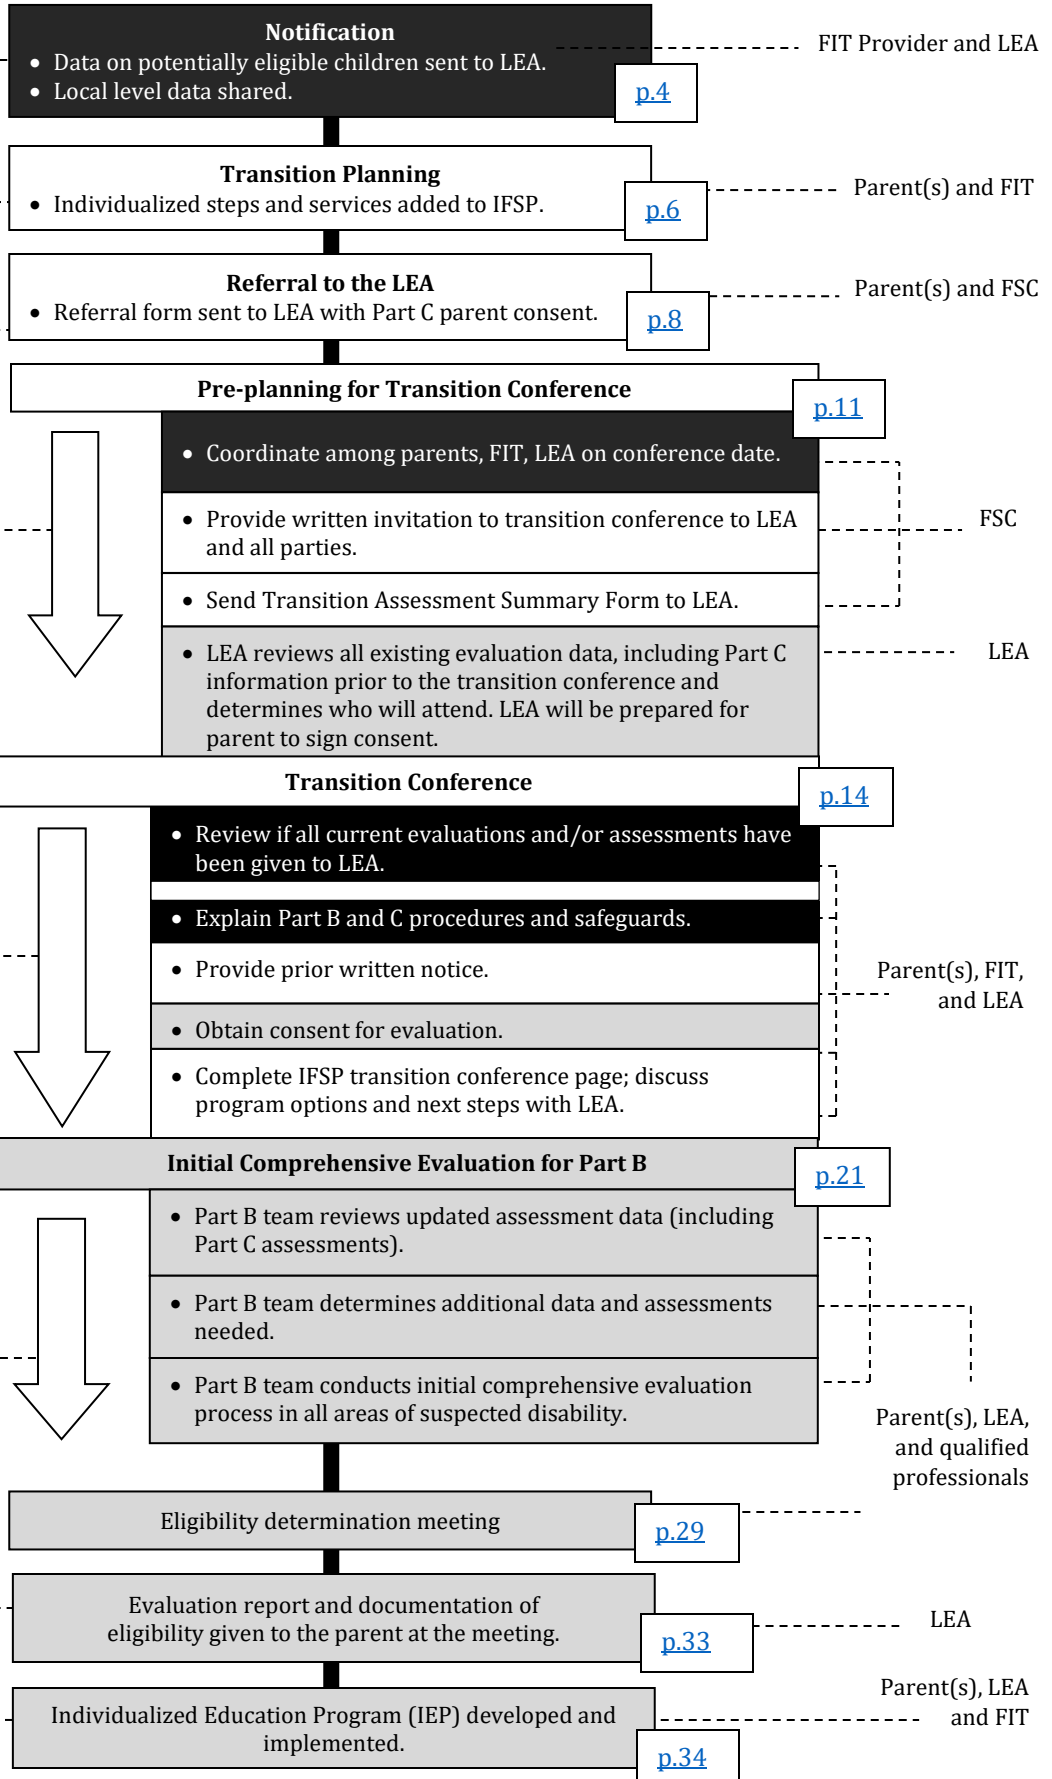 Notification
• Data on potentially eligible children sent to LEA.
• Local level data shared.
p.4
FIT Provider and LEA
Transition Planning
• Individualized steps and services added to IFSP.
p.6
Parent(s) and FIT
Referral to the LEA
• Referral form sent to LEA with Part C parent consent.
p.8
Parent(s) and FSC
Pre-planning for Transition Conference
p.11
• Coordinate among parents, FIT, LEA on conference date.
• Provide written invitation to transition conference to LEA
and all parties.
• Send Transition Assessment Summary Form to LEA.
FSC
• LEA reviews all existing evaluation data, including Part C
information prior to the transition conference and
determines who will attend. LEA will be prepared for
parent to sign consent.
LEA
Transition Conference
p.14
• Review if all current evaluations and/or assessments have
been given to LEA.
• Explain Part B and C procedures and safeguards.
• Provide prior written notice.
• Obtain consent for evaluation.
• Complete IFSP transition conference page; discuss
program options and next steps with LEA.
Parent(s), FIT,
and LEA
Initial Comprehensive Evaluation for Part B
p.21
• Part B team reviews updated assessment data (including
Part C assessments).
• Part B team determines additional data and assessments
needed.
• Part B team conducts initial comprehensive evaluation
process in all areas of suspected disability.
Parent(s), LEA,
and qualified
professionals
Eligibility determination meeting
p.29
Evaluation report and documentation of
eligibility given to the parent at the meeting.
p.33
LEA
Individualized Education Program (IEP) developed and
implemented.
p.34
Parent(s), LEA
and FIT